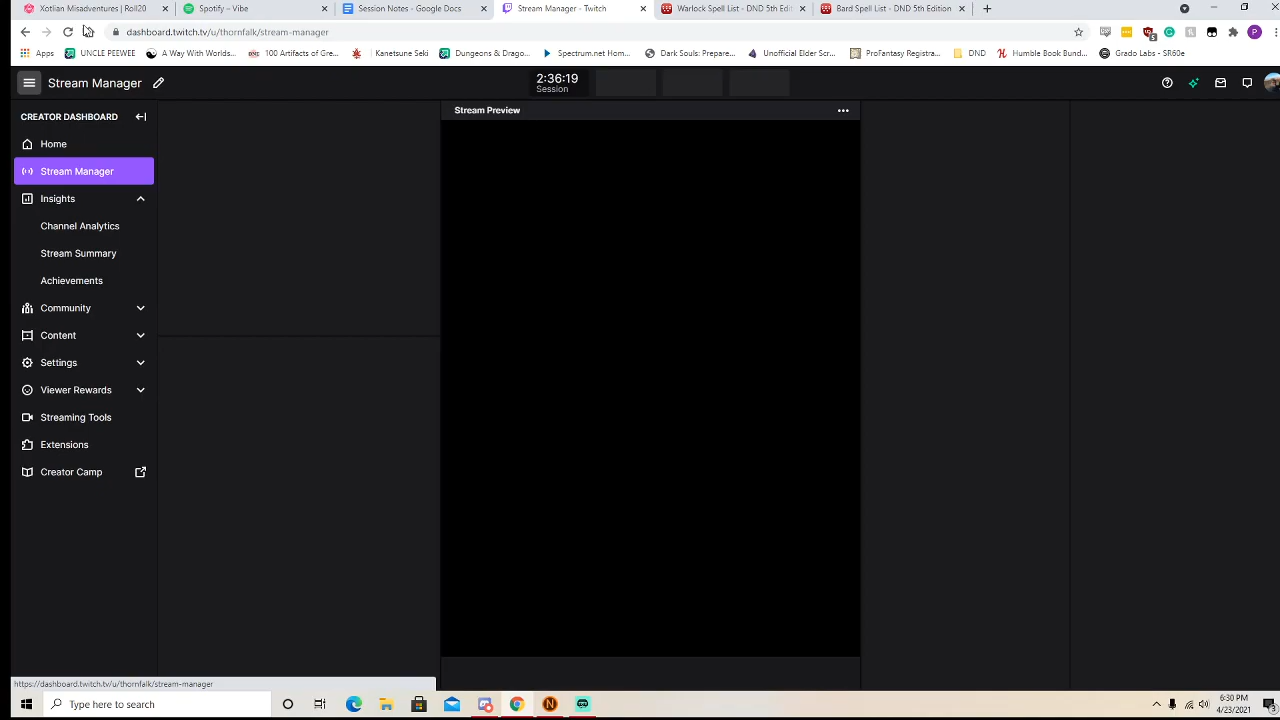 Xotlan Misadventures | Roll20
Spotify – Vibe
Session Notes - Google Docs
Stream Manager - Twitch
Warlock Spell List - DND 5th Edit
Bard Spell List - DND 5th Edition
dashboard.twitch.tv/u/thornfalk/stream-manager
P
Apps
UNCLE PEEWEE
A Way With Worlds...
100 Artifacts of Gre...
Kanetsune Seki
Dungeons & Drago...
Spectrum.net Hom...
Dark Souls: Prepare...
Unofficial Elder Scr...
ProFantasy Registra...
DND
Humble Book Bund...
Grado Labs - SR60e
Stream Manager
2:36:19
Session
CREATOR DASHBOARD
Stream Preview
Home
Stream Manager
Insights
Channel Analytics
Stream Summary
Achievements
Community
Content
Settings
Viewer Rewards
Streaming Tools
Extensions
Creator Camp
https://dashboard.twitch.tv/u/thornfalk/stream-manager
Type here to search
6:30 PM
4/23/2021